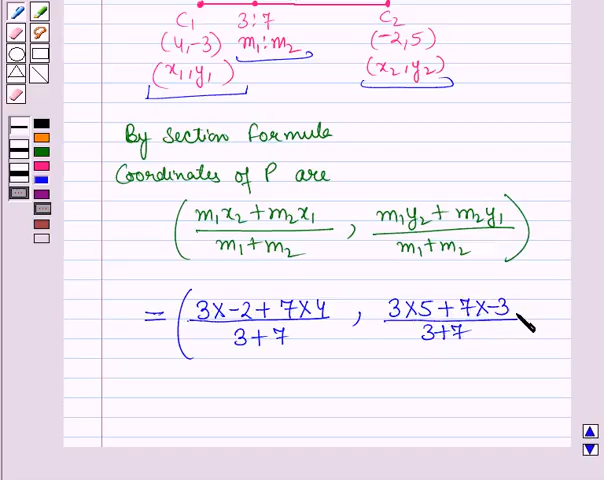 C₁ 3:7 C₂
(4,-3) m₁:m₂ (-2,5)
(x₁,y₁) (x₂,y₂)
By Section Formula
Coordinates of P are
(m₁x₂+m₂x₁/m₁+m₂, m₁y₂+m₂y₁/m₁+m₂)
= (3×-2+7×4/3+7, 3×5+7×-3/3+7